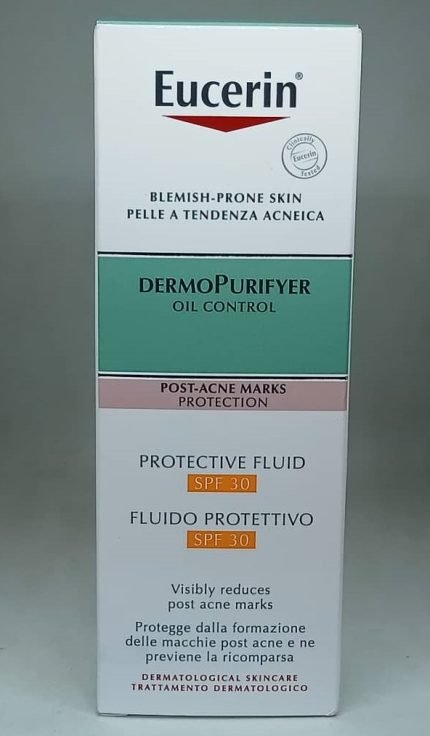 Eucerin®
Clinically
Eucerin
Tested
BLEMISH-PRONE SKIN
PELLE A TENDENZA ACNEICA
DERMOPURIFYER
OIL CONTROL
POST-ACNE MARKS
PROTECTION
PROTECTIVE FLUID
SPF 30
FLUIDO PROTETTIVO
SPF 30
Visibly reduces
post acne marks
Protegge dalla formazione
delle macchie post acne e ne
previene la ricomparsa
DERMATOLOGICAL SKINCARE
TRATTAMENTO DERMATOLOGICO